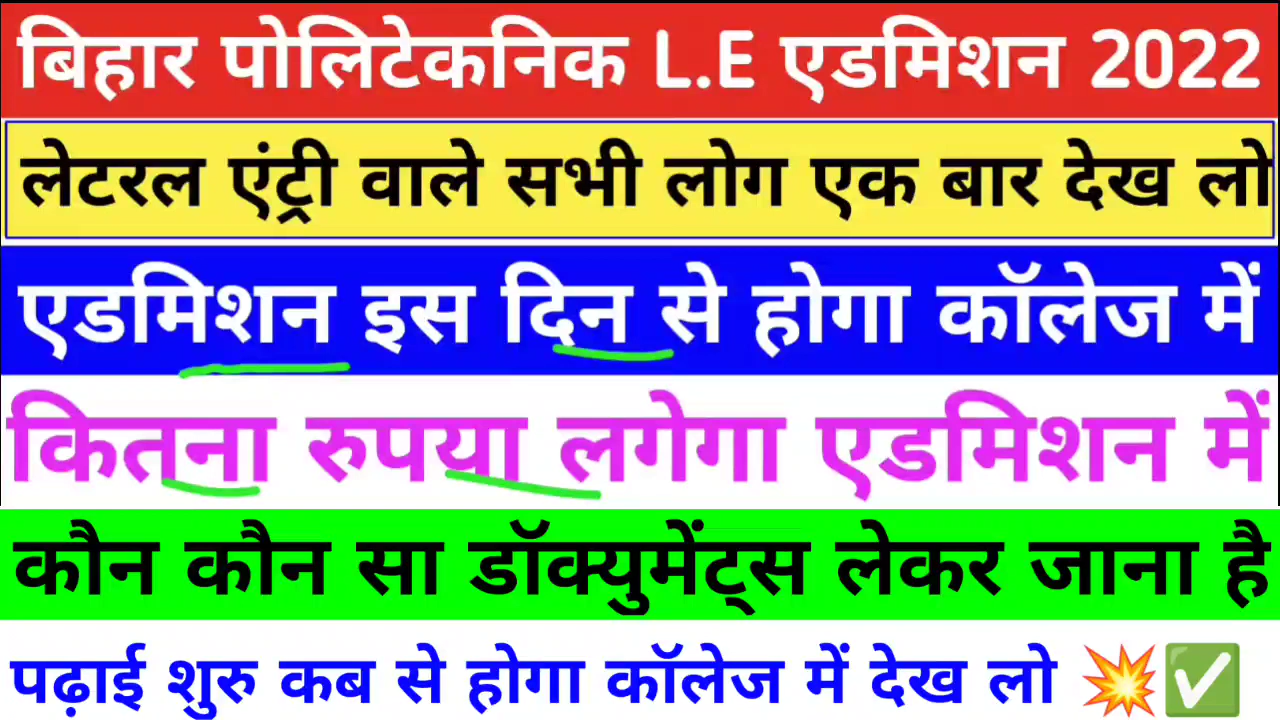 बिहार पोलिटेकनिक L.E एडमिशन 2022
लेटरल एंट्री वाले सभी लोग एक बार देख लो
एडमिशन इस दिन से होगा कॉलेज में
कितना रुपया लगेगा एडमिशन में
कौन कौन सा डॉक्युमेंट्स लेकर जाना है
पढ़ाई शुरु कब से होगा कॉलेज में देख लो 💥✅